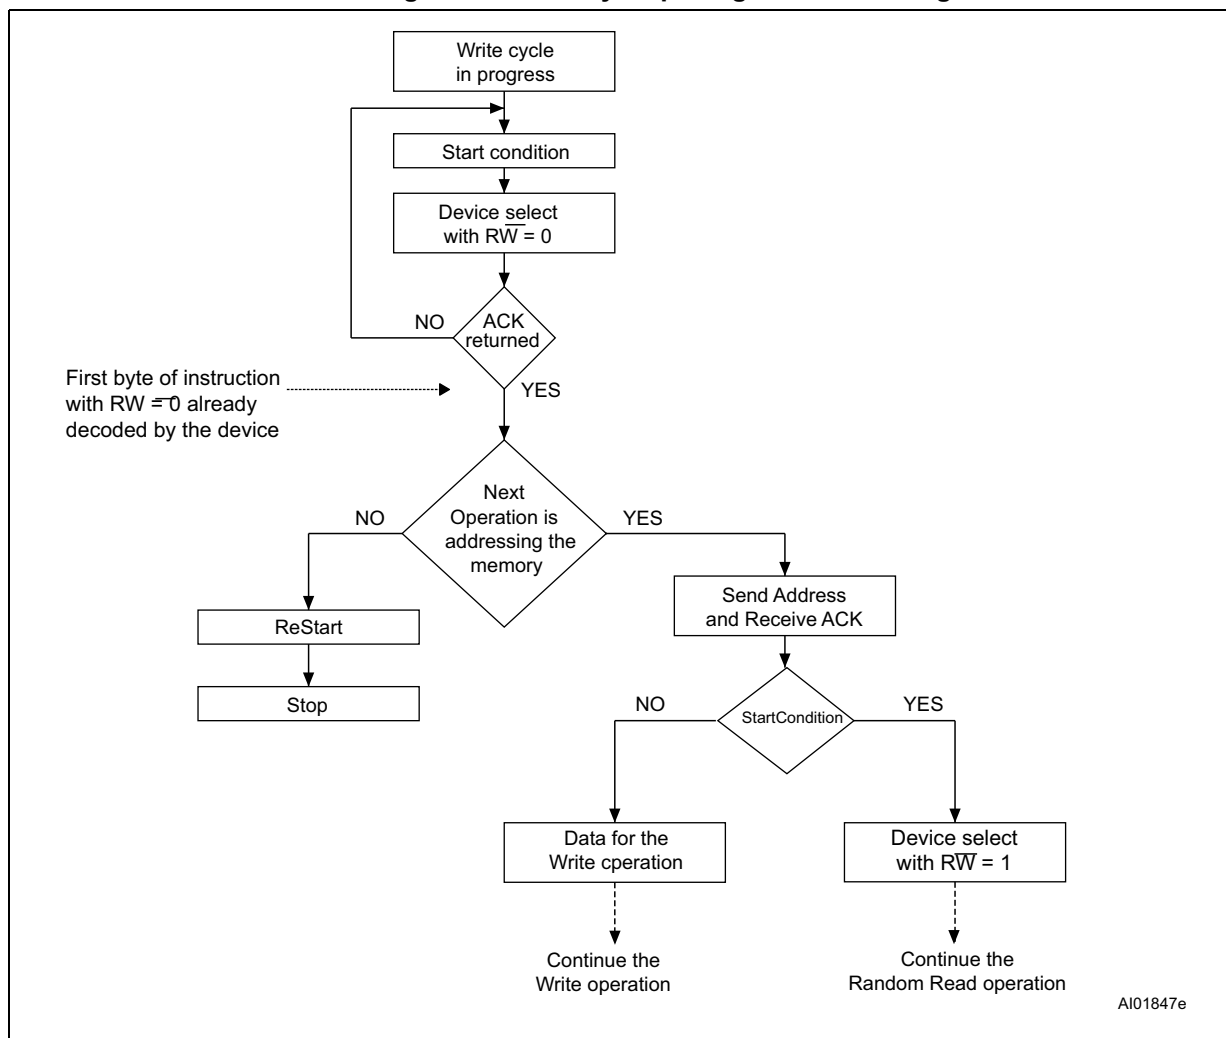 Write cycle
in progress
Start condition
Device select
with RW̅ = 0
NO
ACK
returned
YES
First byte of instruction
with RW = 0 already
decoded by the device
NO
Next
Operation is
addressing the
memory
YES
Send Address
and Receive ACK
ReStart
Stop
NO
StartCondition
YES
Data for the
Write cperation
Device select
with RW̅ = 1
Continue the
Write operation
Continue the
Random Read operation
AI01847e